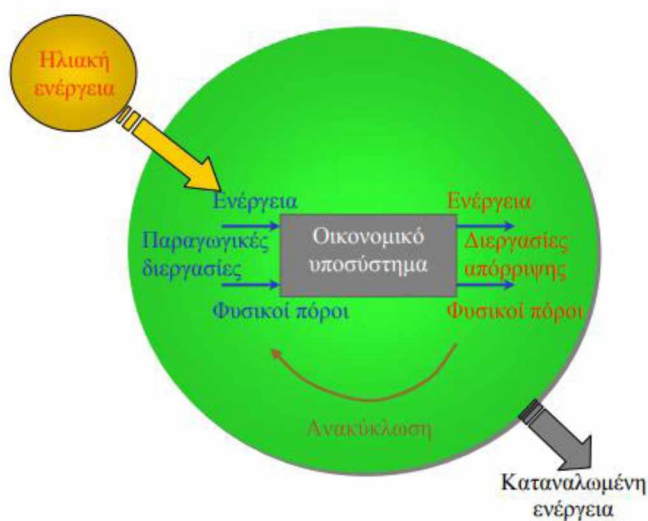 Ηλιακή
ενέργεια
Ενέργεια
Παραγωγικές
διεργασίες
Φυσικοί πόροι
Οικονομικό
υποσύστημα
Ενέργεια
Διεργασίες
απόρριψης
Φυσικοί πόροι
Ανακύκλωση
Καταναλωμένη
ενέργεια